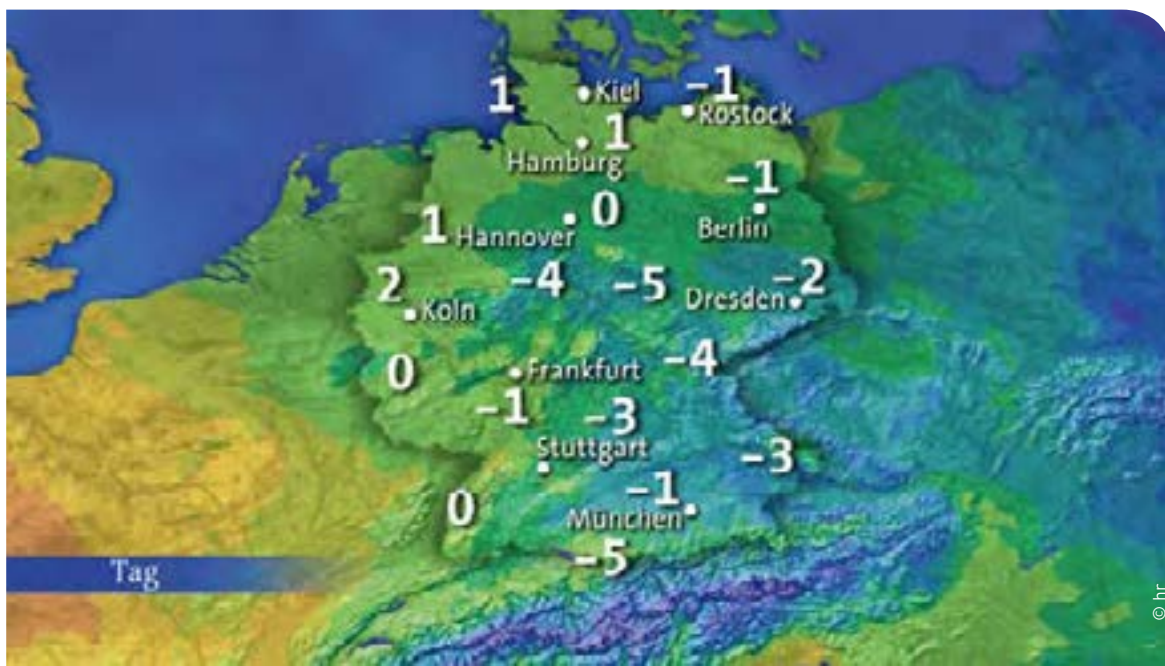 1
Kiel
-1
Rostock
1
Hamburg
-1
0
Berlin
1
Hannover
-4
-5
-2
2
Dresden
Köln
-4
0
Frankfurt
-1
-3
Stuttgart
-3
-1
0
München
-5
Tag
© hr